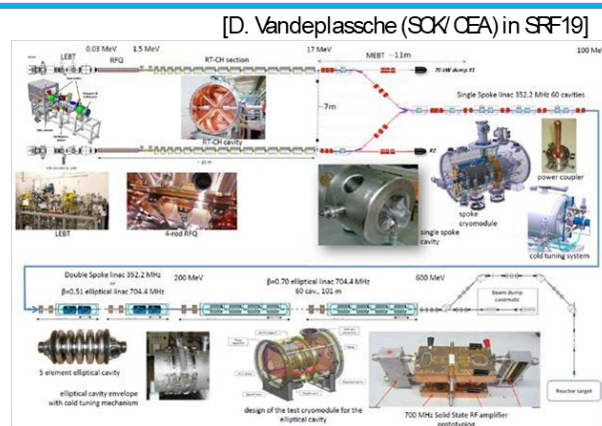 [D. Vandeplassche (SCK/ CEA) in SRF19]
0.03 MeV 1.5 MeV 17 MeV MEBT ~11m 100 MeV
LEBT RFQ RT-CH section
70 kW dump #1
~7m
Single Spoke linac 352.2 MHz 60 cavities
RT-CH cavity
#2
power coupler
spoke cryomodule
LEBT
4-rod RFQ
single spoke cavity
cold tuning system
Double Spoke linac 352.2 MHz
or
β=0.51 elliptical linac 704.4 MHz
200 MeV
β=0.70 elliptical linac 704.4 MHz
60 cav., 101 m
600 MeV
Beam dump
casemate
5 element elliptical cavity
Reactor target
elliptical cavity envelope
with cold tuning mechanism
design of the test cryomodule for the
elliptical cavity
700 MHz Solid State RF amplifier
prototyping